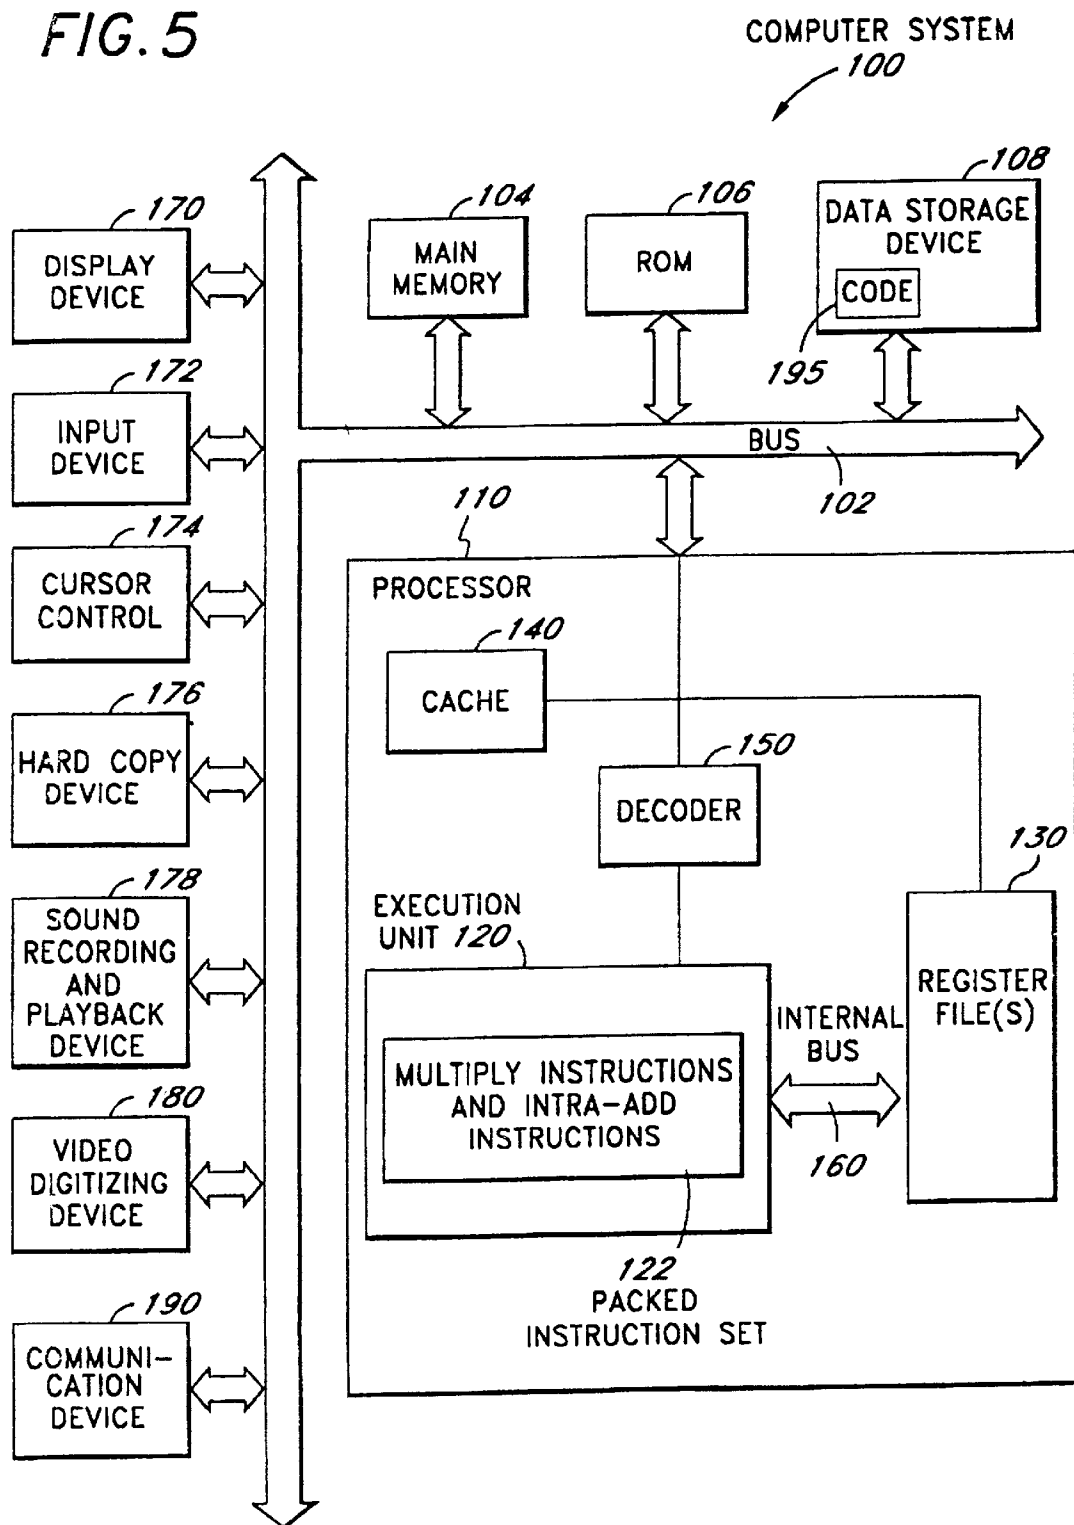 FIG. 5
COMPUTER SYSTEM
100
170
DISPLAY
DEVICE
104
MAIN
MEMORY
106
ROM
108
DATA STORAGE
DEVICE
CODE
195
172
INPUT
DEVICE
BUS
102
174
CURSOR
CONTROL
110
PROCESSOR
140
CACHE
176
HARD COPY
DEVICE
150
DECODER
130
REGISTER
FILE(S)
178
SOUND
RECORDING
AND
PLAYBACK
DEVICE
EXECUTION
UNIT 120
MULTIPLY INSTRUCTIONS
AND INTRA-ADD
INSTRUCTIONS
INTERNAL
BUS
160
180
VIDEO
DIGITIZING
DEVICE
122
PACKED
INSTRUCTION SET
190
COMMUNI-
CATION
DEVICE